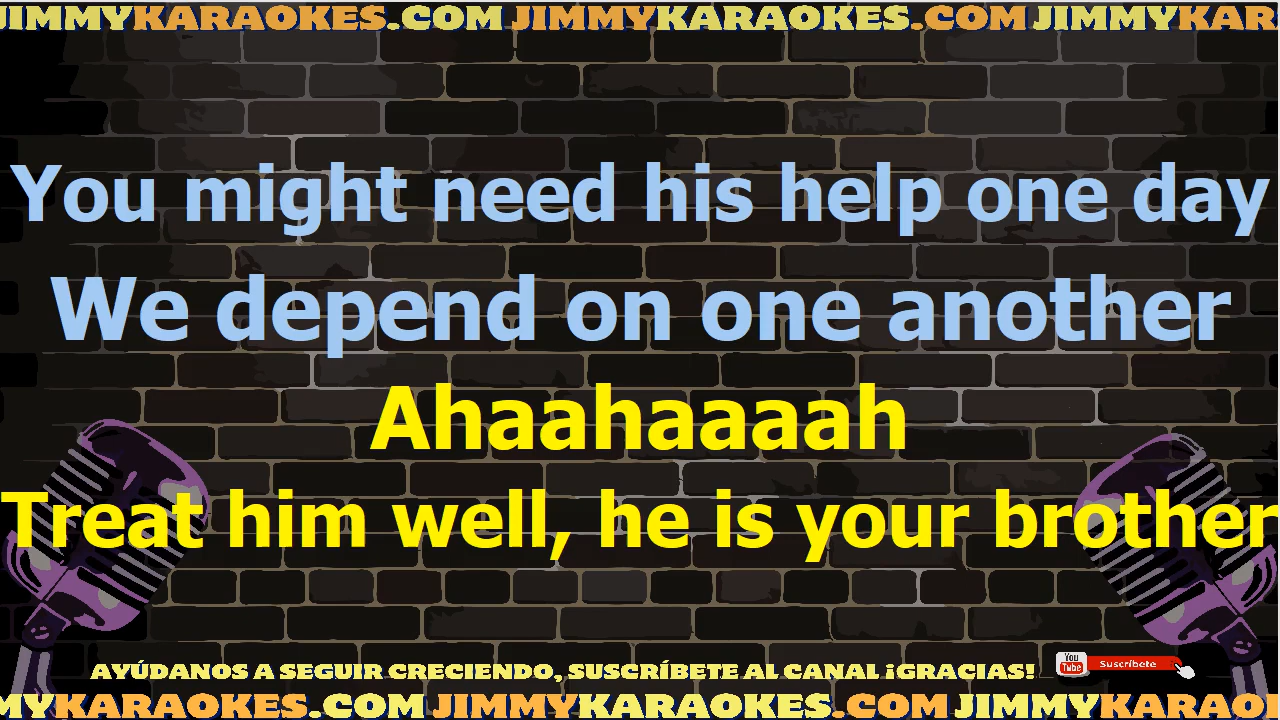 JIMMYKARAOKES.COM JIMMYKARAOKES.COM JIMMYKAR
You might need his help one day
We depend on one another
Ahaahaaaah
Treat him well, he is your brother
AYÚDANOS A SEGUIR CRECIENDO, SUSCRÍBETE AL CANAL ¡GRACIAS!
You Tube Suscríbete
MYKARAOKES.COM JIMMYKARAOKES.COM JIMMYKARAO